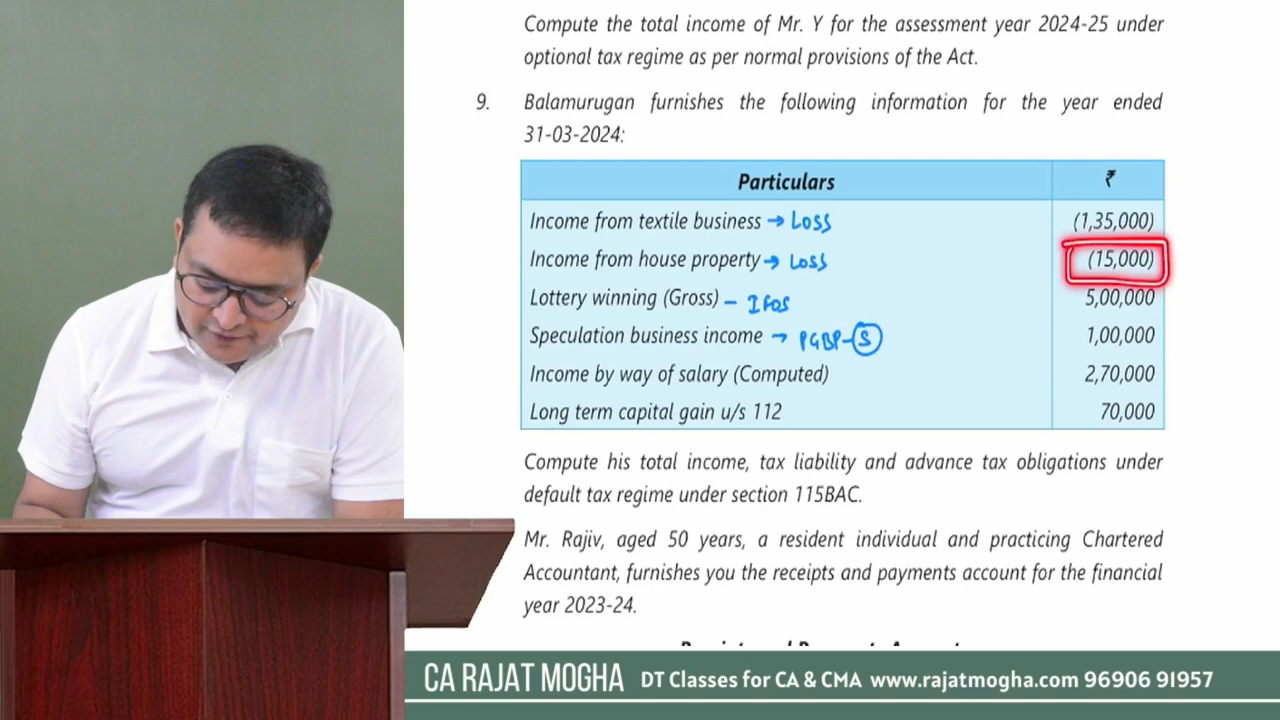 Compute the total income of Mr. Y for the assessment year 2024-25 under
optional tax regime as per normal provisions of the Act.
9. Balamurugan furnishes the following information for the year ended
31-03-2024:
Particulars ₹
Income from textile business → Loss (1,35,000)
Income from house property → Loss (15,000)
Lottery winning (Gross) – IFOS 5,00,000
Speculation business income → PGBP-S 1,00,000
Income by way of salary (Computed) 2,70,000
Long term capital gain u/s 112 70,000
Compute his total income, tax liability and advance tax obligations under
default tax regime under section 115BAC.
Mr. Rajiv, aged 50 years, a resident individual and practicing Chartered
Accountant, furnishes you the receipts and payments account for the financial
year 2023-24.
CA RAJAT MOGHA DT Classes for CA & CMA www.rajatmogha.com 96906 91957